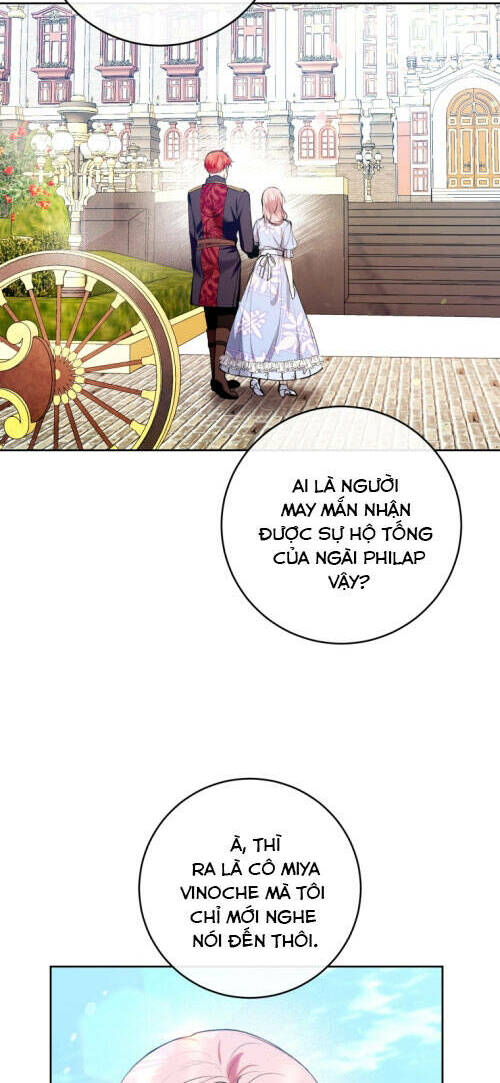 AI LÀ NGƯỜI
MAY MẮN NHẬN
ĐƯỢC SỰ HỘ TỐNG
CỦA NGÀI PHILAP
VẬY?
À, THÌ
RA LÀ CÔ MIYA
VINOCHE MÀ TÔI
CHỈ MỚI NGHE
NÓI ĐẾN THÔI.